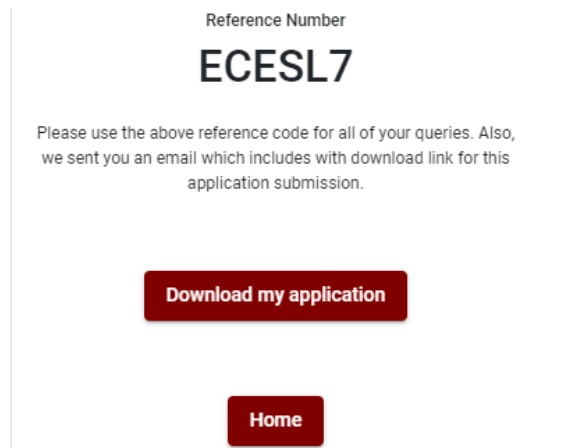 Reference Number
ECESL7
Please use the above reference code for all of your queries. Also,
we sent you an email which includes with download link for this
application submission.
Download my application
Home